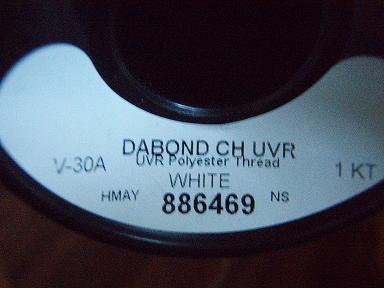 DABOND CH UVR
UVR Polyester Thread
V-30A
1 KT
WHITE
HMAY 886469 NS